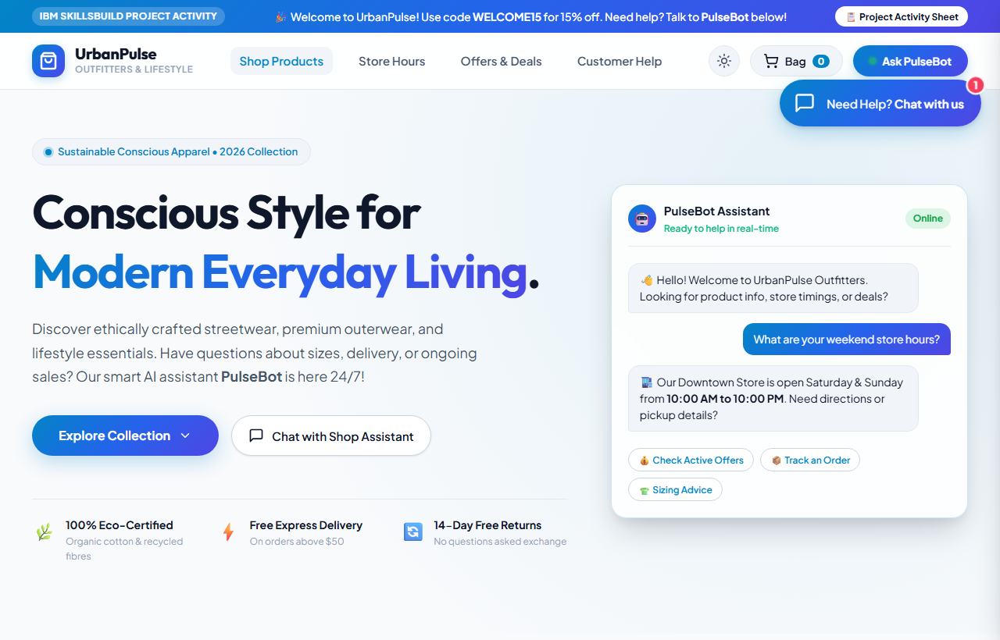 IBM SKILLSBUILD PROJECT ACTIVITY
🎉 Welcome to UrbanPulse! Use code WELCOME15 for 15% off. Need help? Talk to PulseBot below!
📋 Project Activity Sheet
UrbanPulse
OUTFITTERS & LIFESTYLE
Shop Products
Store Hours
Offers & Deals
Customer Help
Bag 0
Ask PulseBot
1
Need Help? Chat with us
Sustainable Conscious Apparel • 2026 Collection
Conscious Style for
Modern Everyday Living.
Discover ethically crafted streetwear, premium outerwear, and
lifestyle essentials. Have questions about sizes, delivery, or ongoing
sales? Our smart AI assistant PulseBot is here 24/7!
Explore Collection
Chat with Shop Assistant
🌿 100% Eco-Certified
Organic cotton & recycled
fibres
⚡ Free Express Delivery
On orders above $50
🔄 14-Day Free Returns
No questions asked exchange
PulseBot Assistant
Ready to help in real-time
Online
👋 Hello! Welcome to UrbanPulse Outfitters.
Looking for product info, store timings, or deals?
What are your weekend store hours?
🏬 Our Downtown Store is open Saturday & Sunday
from 10:00 AM to 10:00 PM. Need directions or
pickup details?
💰 Check Active Offers
📦 Track an Order
👕 Sizing Advice